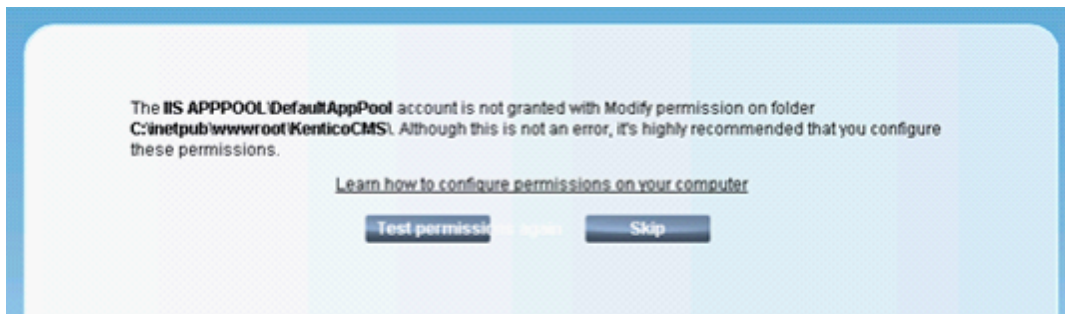 The IIS APPPOOL\DefaultAppPool account is not granted with Modify permission on folder
C:\inetpub\wwwroot\KenticoCMS\. Although this is not an error, it's highly recommended that you configure
these permissions.
Learn how to configure permissions on your computer
Test permissions again
Skip